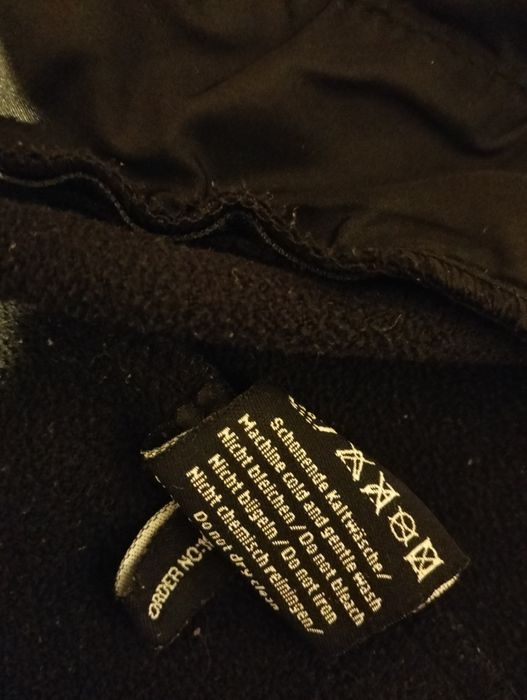 Schonende Kaltwäsche/
Machine cold and gentle wash
Nicht bleichen/Do not bleach
Nicht bügeln/Do not iron
Nicht chemisch reinigen/
Do not Dry clean
ORDER NO: